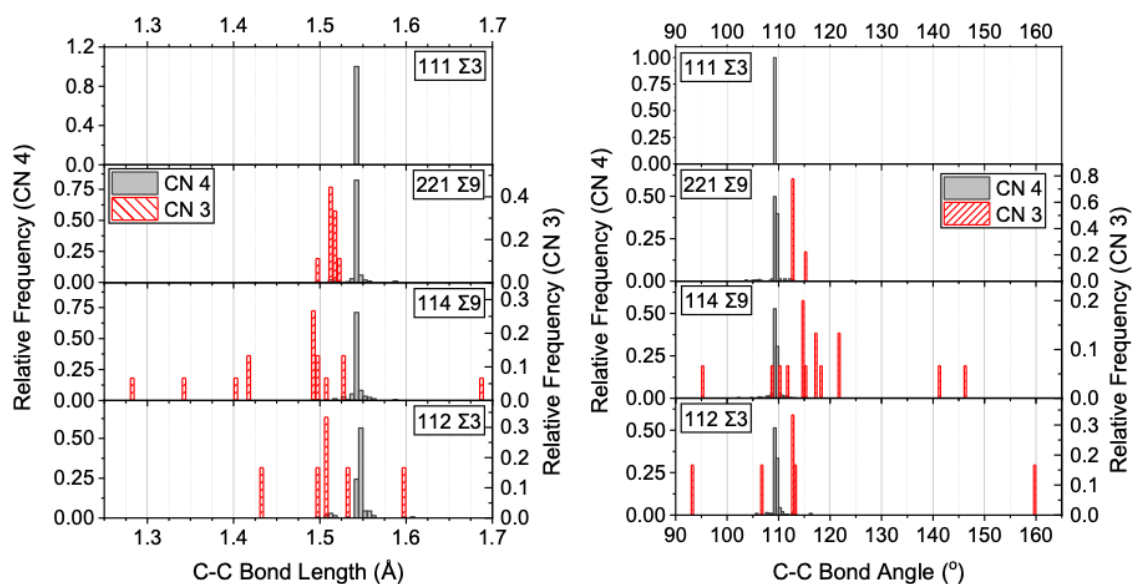 1.3 1.4 1.5 1.6 1.7
1.2
0.8
0.4
0.0
111 Σ3
0.75
0.50
0.25
0.00
CN 4
CN 3
221 Σ9
0.4
0.2
0.0
0.75
0.50
0.25
0.00
114 Σ9
0.3
0.2
0.1
0.0
0.50
0.25
0.00
112 Σ3
0.3
0.2
0.1
0.0
1.3 1.4 1.5 1.6 1.7
C-C Bond Length (Å)
Relative Frequency (CN 4)
Relative Frequency (CN 3)
90 100 110 120 130 140 150 160
1.00
0.75
0.50
0.25
0.00
111 Σ3
0.50
0.25
0.00
221 Σ9
CN 4
CN 3
0.8
0.6
0.4
0.2
0.0
0.50
0.25
0.00
114 Σ9
0.2
0.1
0.0
0.50
0.25
0.00
112 Σ3
0.3
0.2
0.1
0.0
90 100 110 120 130 140 150 160
C-C Bond Angle (°)
Relative Frequency (CN 4)
Relative Frequency (CN 3)